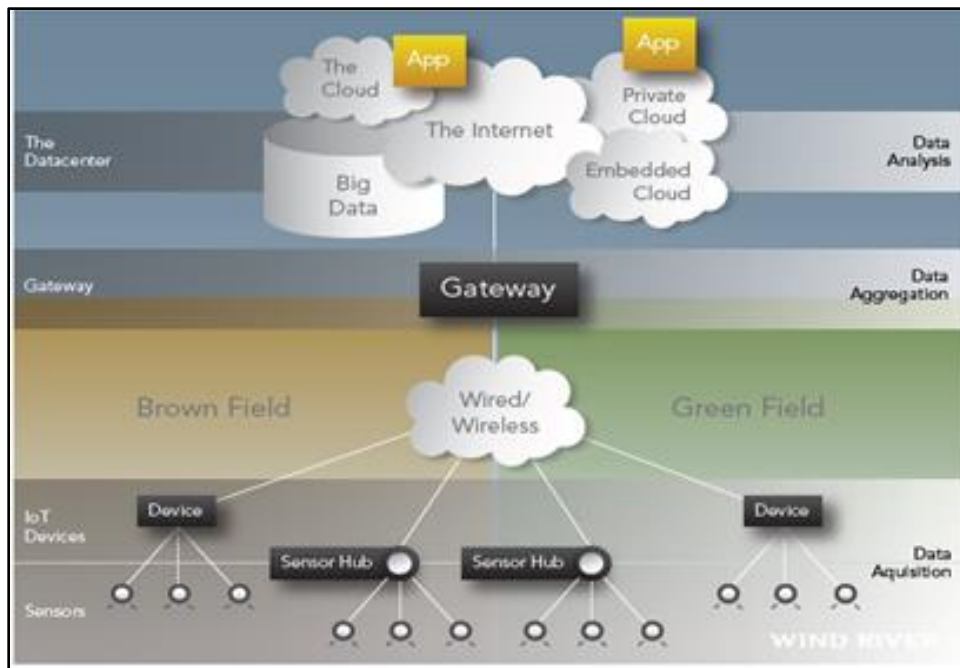 App
App
The
Cloud
Private
Cloud
The
Datacenter
The Internet
Data
Analysis
Big
Data
Embedded
Cloud
Gateway
Gateway
Data
Aggregation
Brown Field
Wired/
Wireless
Green Field
IoT
Devices
Device
Device
Sensor Hub
Sensor Hub
Data
Aquisition
Sensors
WIND RIVER